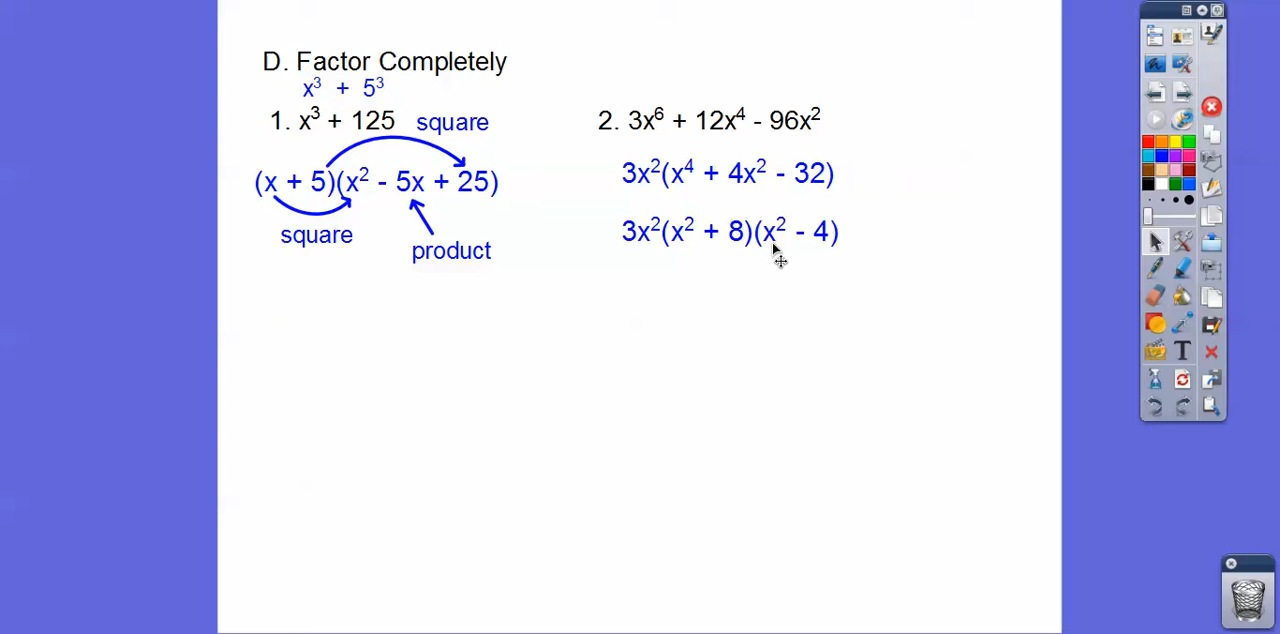 D. Factor Completely
x³ + 5³
1. x³ + 125
square
(x + 5)(x² - 5x + 25)
square
product
2. 3x⁶ + 12x⁴ - 96x²
3x²(x⁴ + 4x² - 32)
3x²(x² + 8)(x² - 4)
T